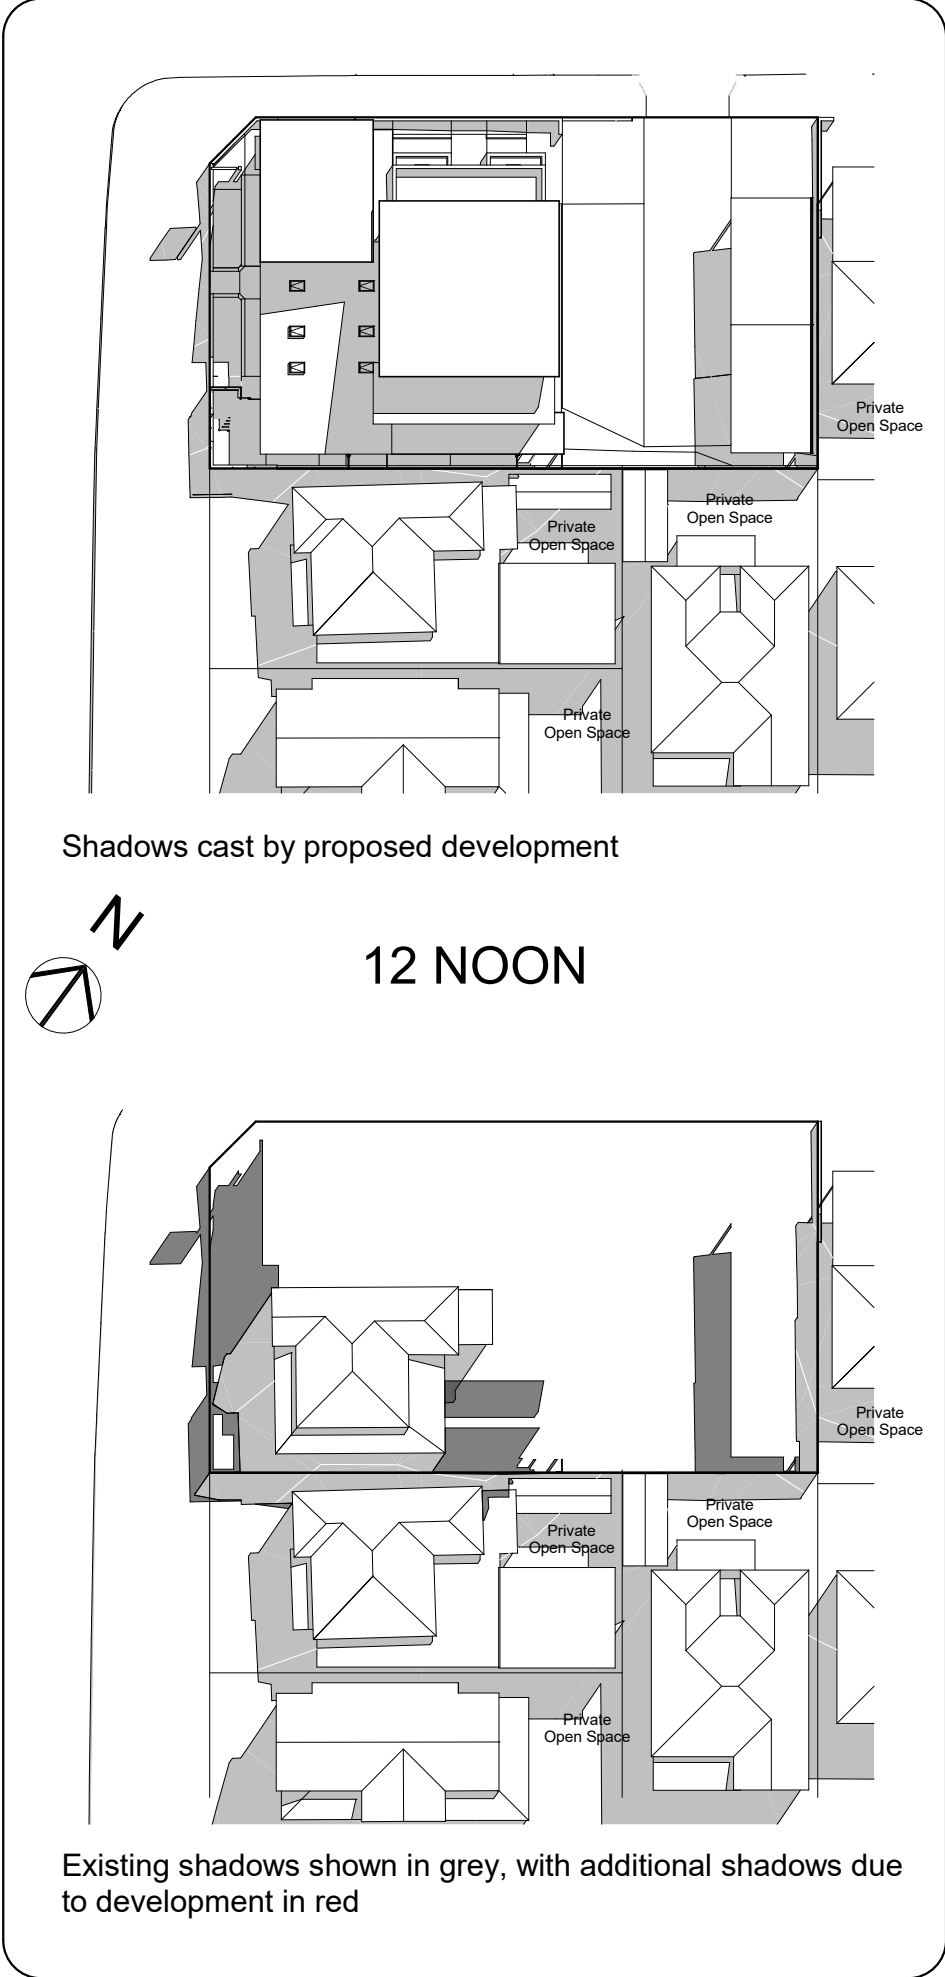 Private
Open Space
Private
Open Space
Private
Open Space
Private
Open Space
Shadows cast by proposed development
N
12 NOON
Private
Open Space
Private
Open Space
Private
Open Space
Private
Open Space
Existing shadows shown in grey, with additional shadows due
to development in red